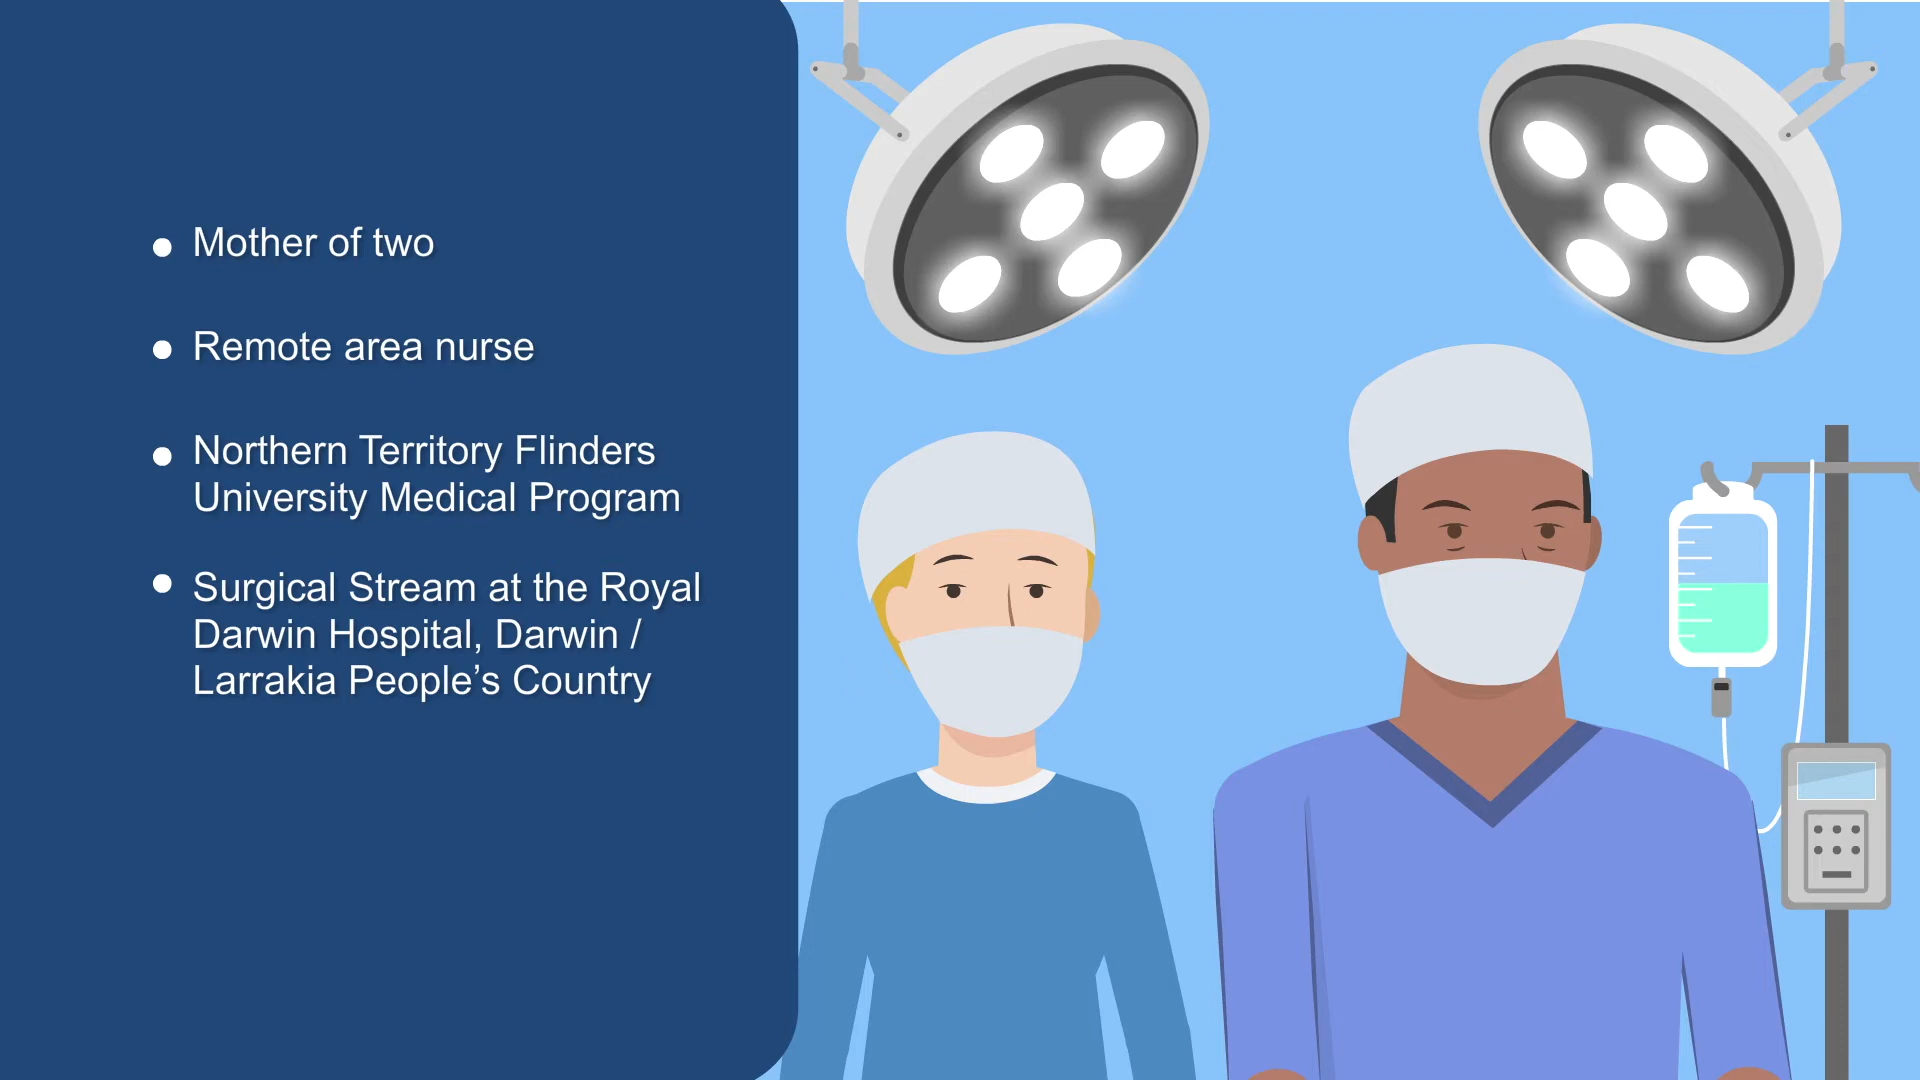 Mother of two
Remote area nurse
Northern Territory Flinders
University Medical Program
Surgical Stream at the Royal
Darwin Hospital, Darwin /
Larrakia People’s Country